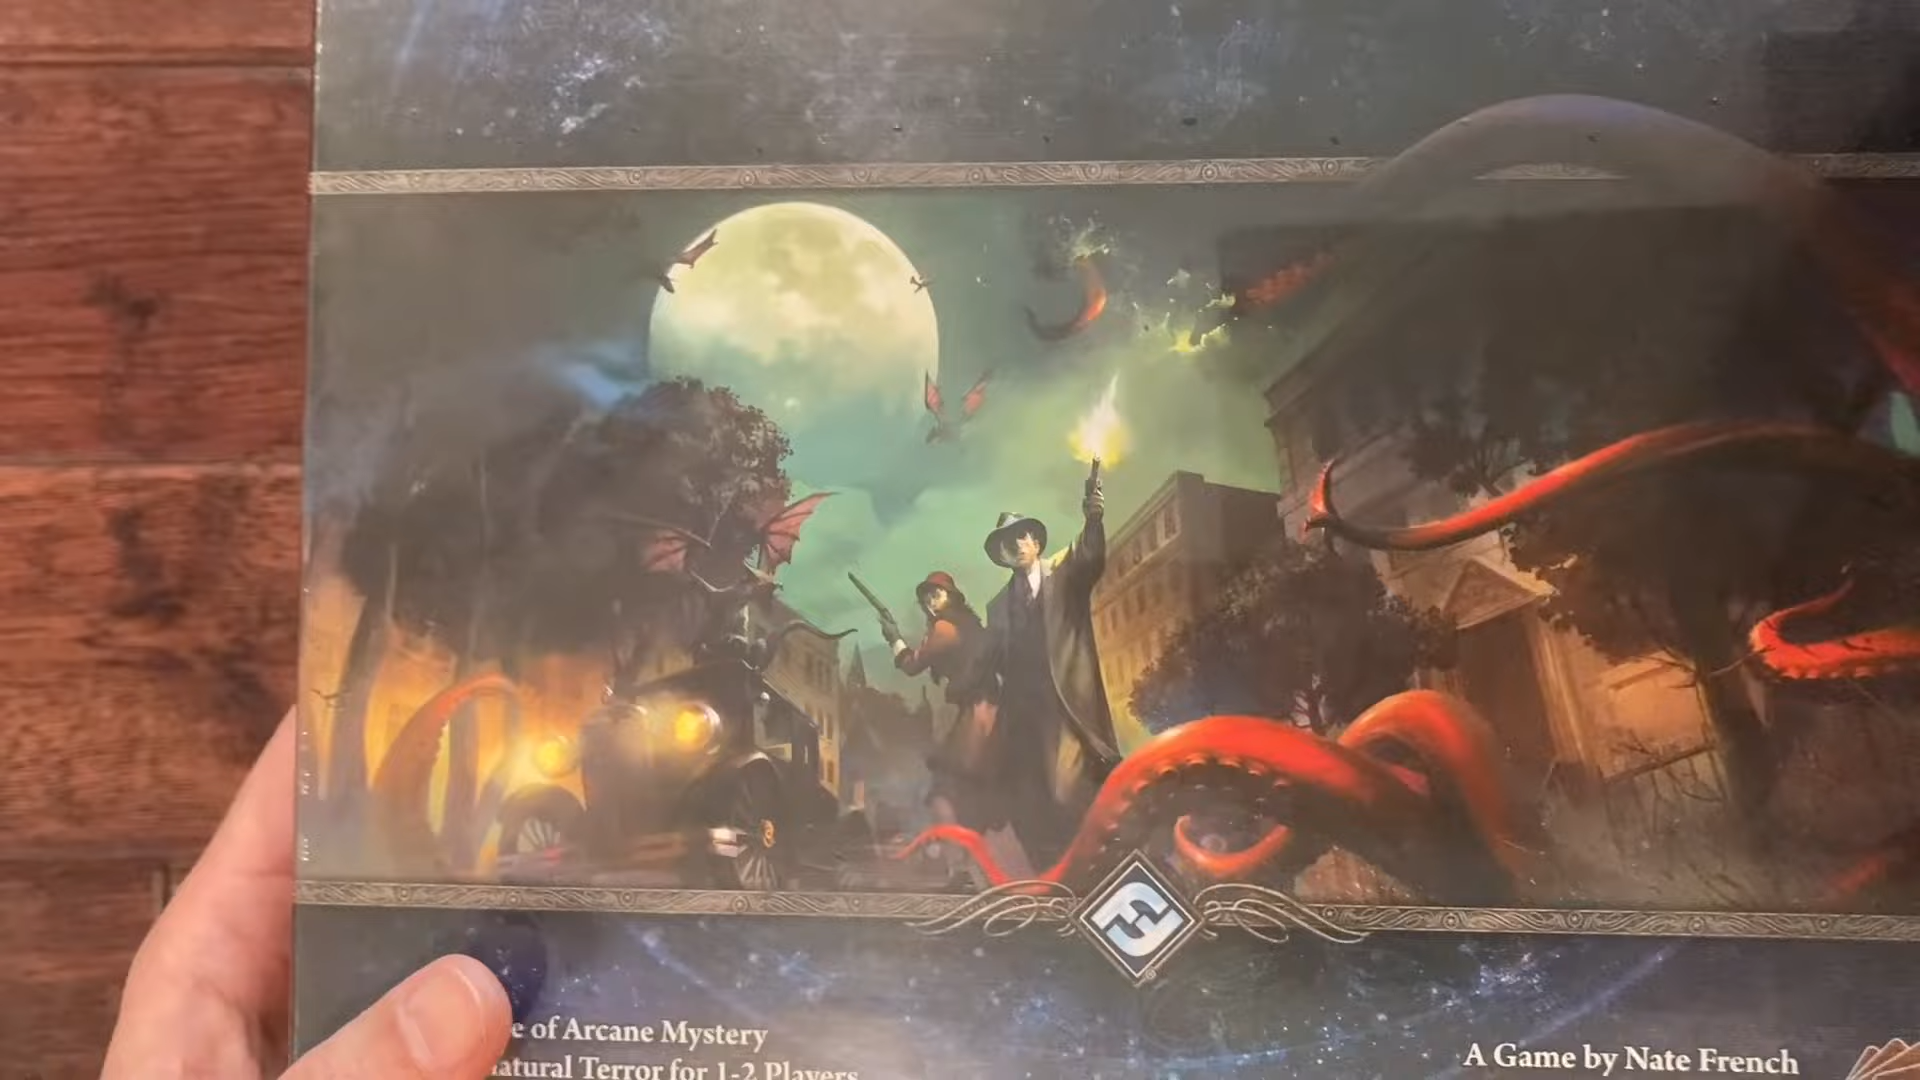 e of Arcane Mystery
natural Terror for 1-2 Players
A Game by Nate French